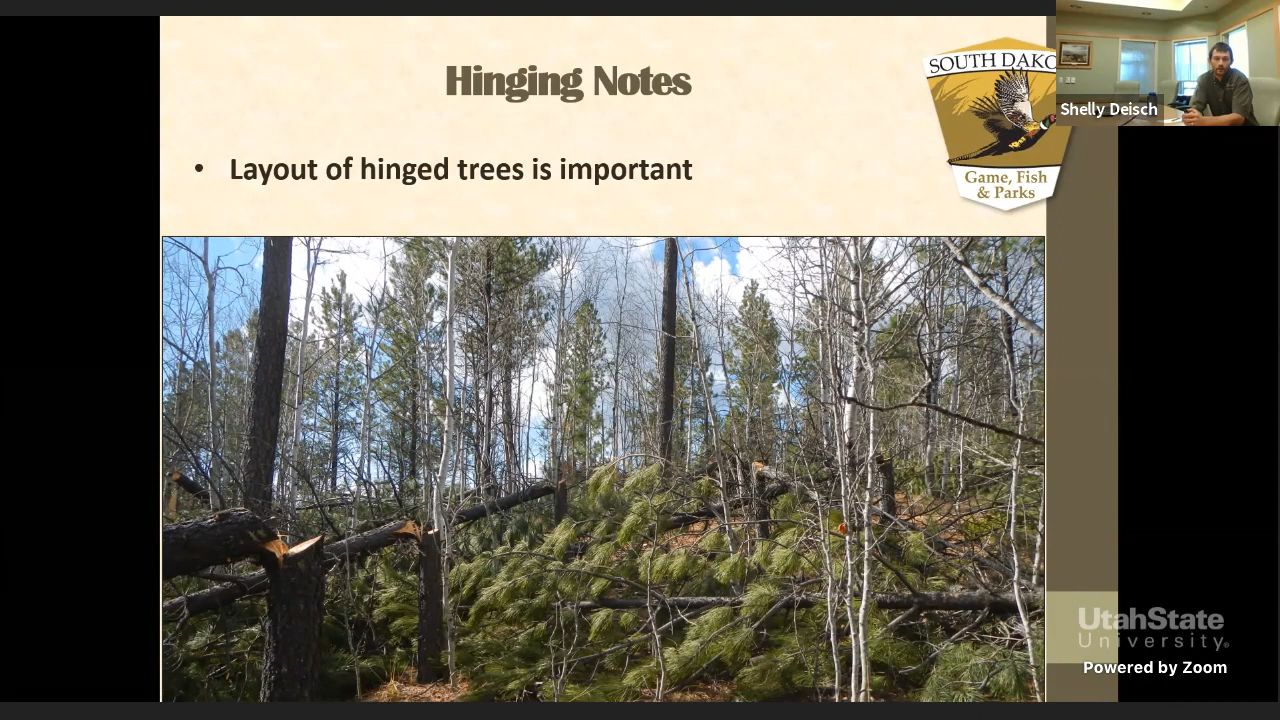 Hinging Notes
• Layout of hinged trees is important
SOUTH DAKO
Game, Fish
& Parks
Shelly Deisch
UtahState
University
Powered by Zoom